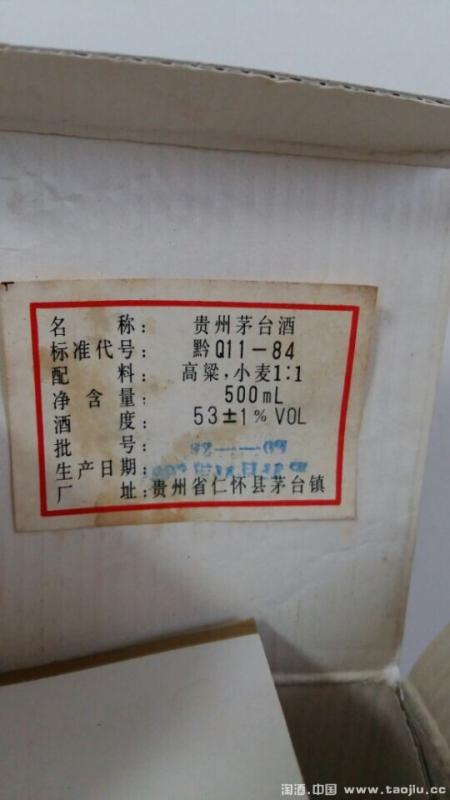 名称：贵州茅台酒
标准代号：黔Q11-84
配料：高粱,小麦1:1
净含量：500mL
酒度：53±1%VOL
批号：
生产日期：
厂址：贵州省仁怀县茅台镇
淘酒.中国 www.taojiu.cc